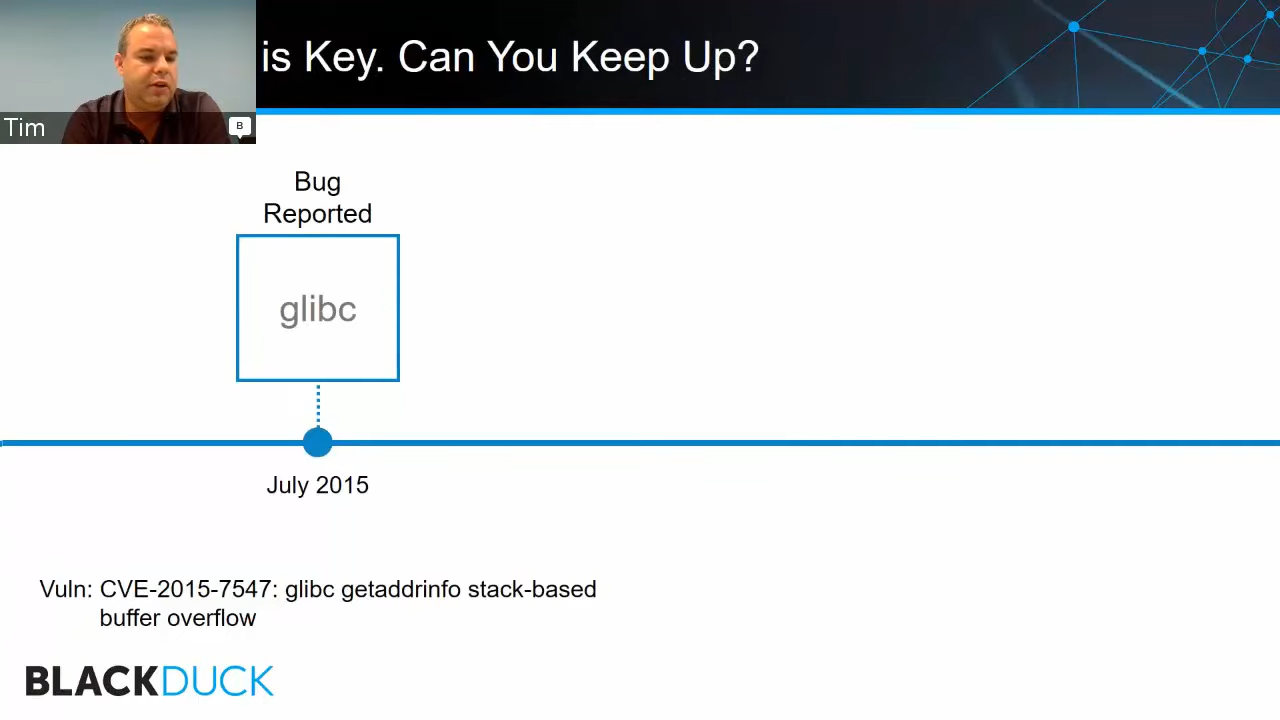 is Key. Can You Keep Up?
Tim
B
Bug
Reported
glibc
July 2015
Vuln: CVE-2015-7547: glibc getaddrinfo stack-based
buffer overflow
BLACKDUCK